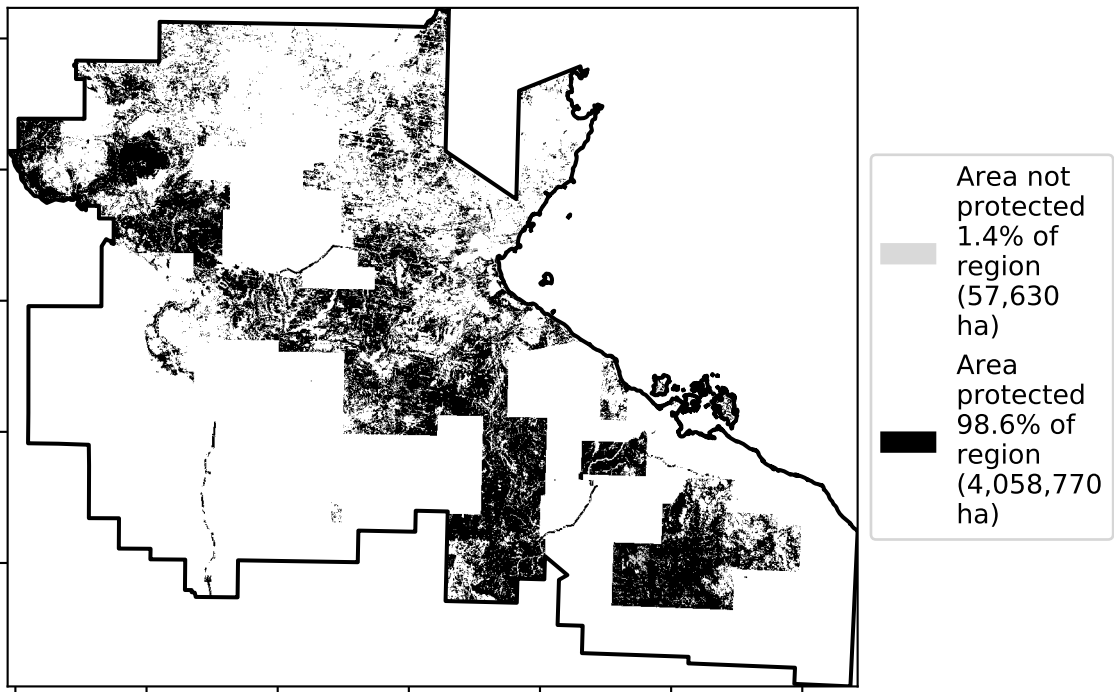 Area not
protected
1.4% of
region
(57,630
ha)
Area
protected
98.6% of
region
(4,058,770
ha)